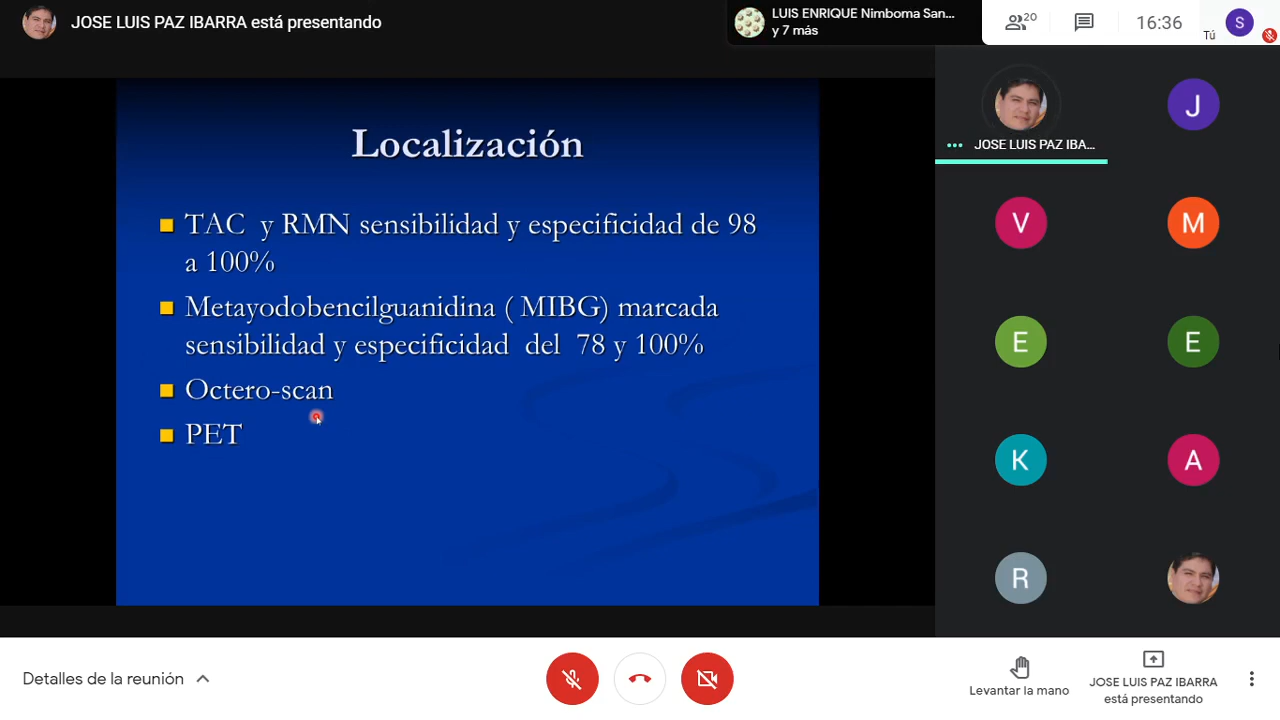 JOSE LUIS PAZ IBARRA está presentando
LUIS ENRIQUE Nimboma San...
y 7 más
20
16:36
Tú
S
Localización
TAC y RMN sensibilidad y especificidad de 98
a 100%
Metayodobencilguanidina ( MIBG) marcada
sensibilidad y especificidad del 78 y 100%
Octero-scan
PET
JOSE LUIS PAZ IBA...
J
V
M
E
E
K
A
R
Detalles de la reunión
Levantar la mano
JOSE LUIS PAZ IBARRA
está presentando